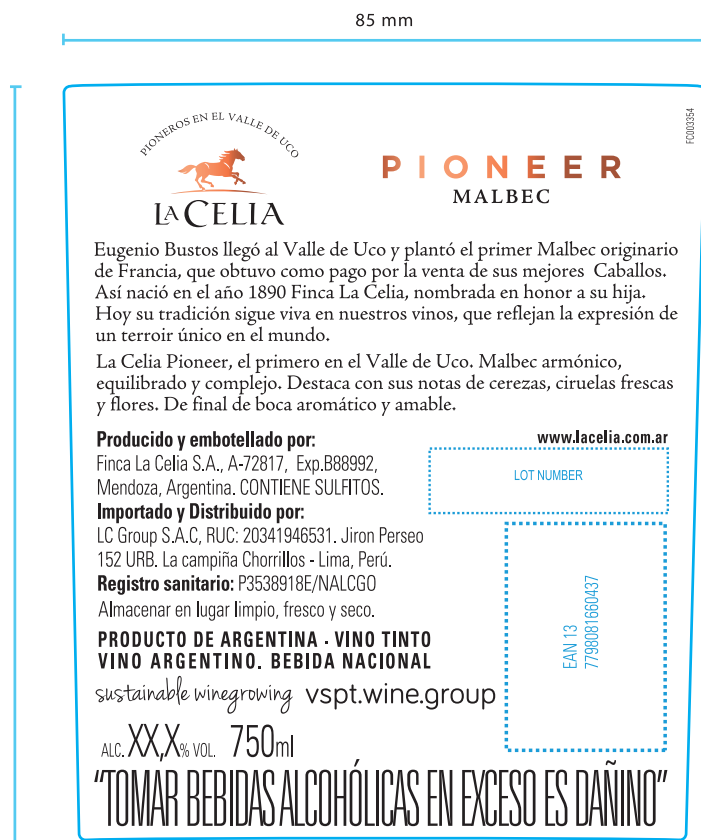 85 mm
FC003354
PIONEROS EN EL VALLE DE UCO
LA CELIA
PIONEER
MALBEC
Eugenio Bustos llegó al Valle de Uco y plantó el primer Malbec originario
de Francia, que obtuvo como pago por la venta de sus mejores Caballos.
Así nació en el año 1890 Finca La Celia, nombrada en honor a su hija.
Hoy su tradición sigue viva en nuestros vinos, que reflejan la expresión de
un terroir único en el mundo.
La Celia Pioneer, el primero en el Valle de Uco. Malbec armónico,
equilibrado y complejo. Destaca con sus notas de cerezas, ciruelas frescas
y flores. De final de boca aromático y amable.
Producido y embotellado por:
Finca La Celia S.A., A-72817, Exp.B88992,
Mendoza, Argentina. CONTIENE SULFITOS.
Importado y Distribuido por:
LC Group S.A.C, RUC: 20341946531. Jiron Perseo
152 URB. La campiña Chorrillos - Lima, Perú.
Registro sanitario: P3538918E/NALCGO
Almacenar en lugar limpio, fresco y seco.
PRODUCTO DE ARGENTINA - VINO TINTO
VINO ARGENTINO. BEBIDA NACIONAL
sustainable winegrowing vspt.wine.group
www.lacelia.com.ar
LOT NUMBER
EAN 13
7798081660437
ALC. XX,X% VOL. 750ml
"TOMAR BEBIDAS ALCOHÓLICAS EN EXCESO ES DAÑINO"